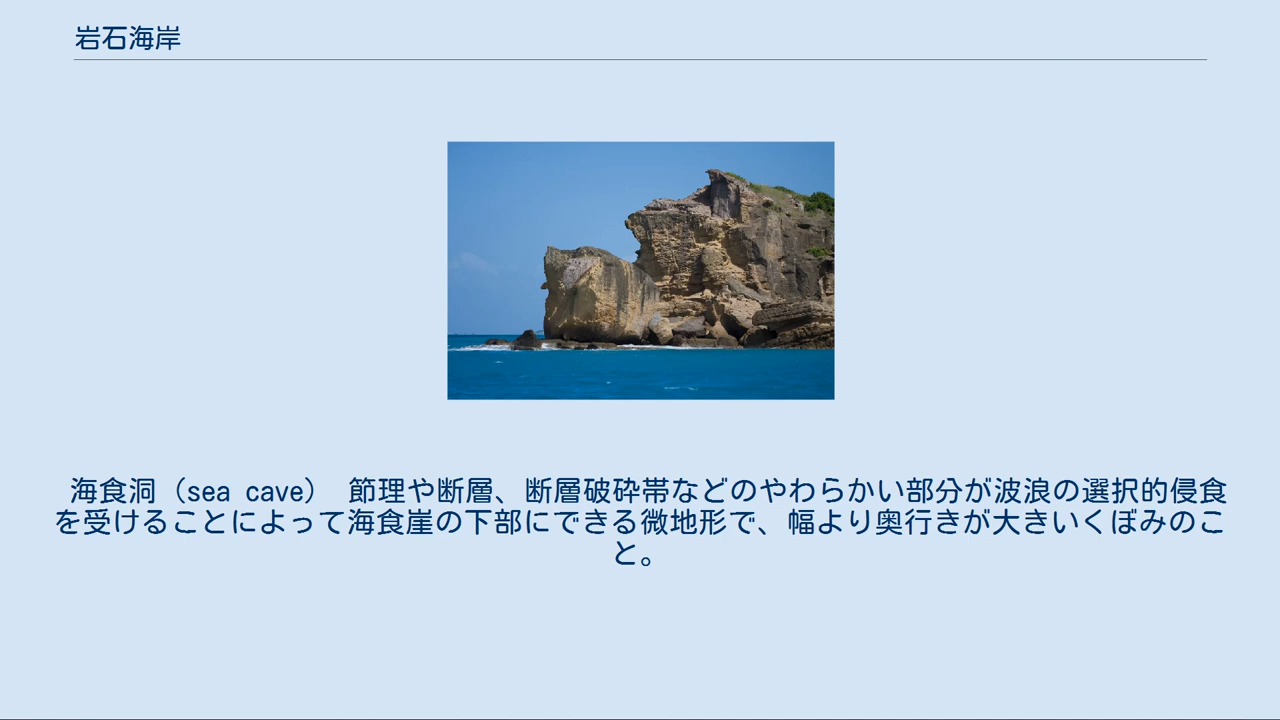 岩石海岸
海食洞（sea cave） 節理や断層、断層破砕帯などのやわらかい部分が波浪の選択的侵食
を受けることによって海食崖の下部にできる微地形で、幅より奥行きが大きいくぼみのこ
と。